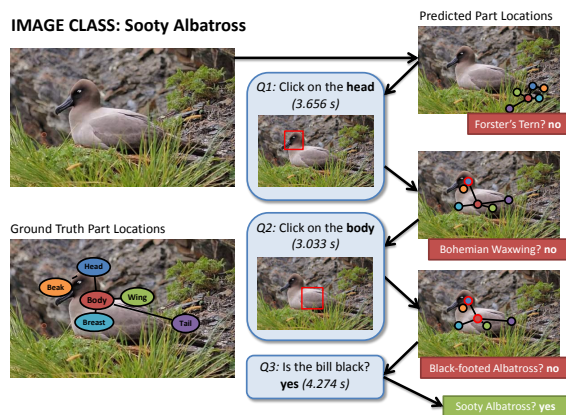 IMAGE CLASS: Sooty Albatross
Predicted Part Locations
Q1: Click on the head
(3.656 s)
Forster's Tern? no
Bohemian Waxwing? no
Ground Truth Part Locations
Head
Beak
Wing
Body
Breast
Tail
Q2: Click on the body
(3.033 s)
Black-footed Albatross? no
Q3: Is the bill black?
yes (4.274 s)
Sooty Albatross? yes